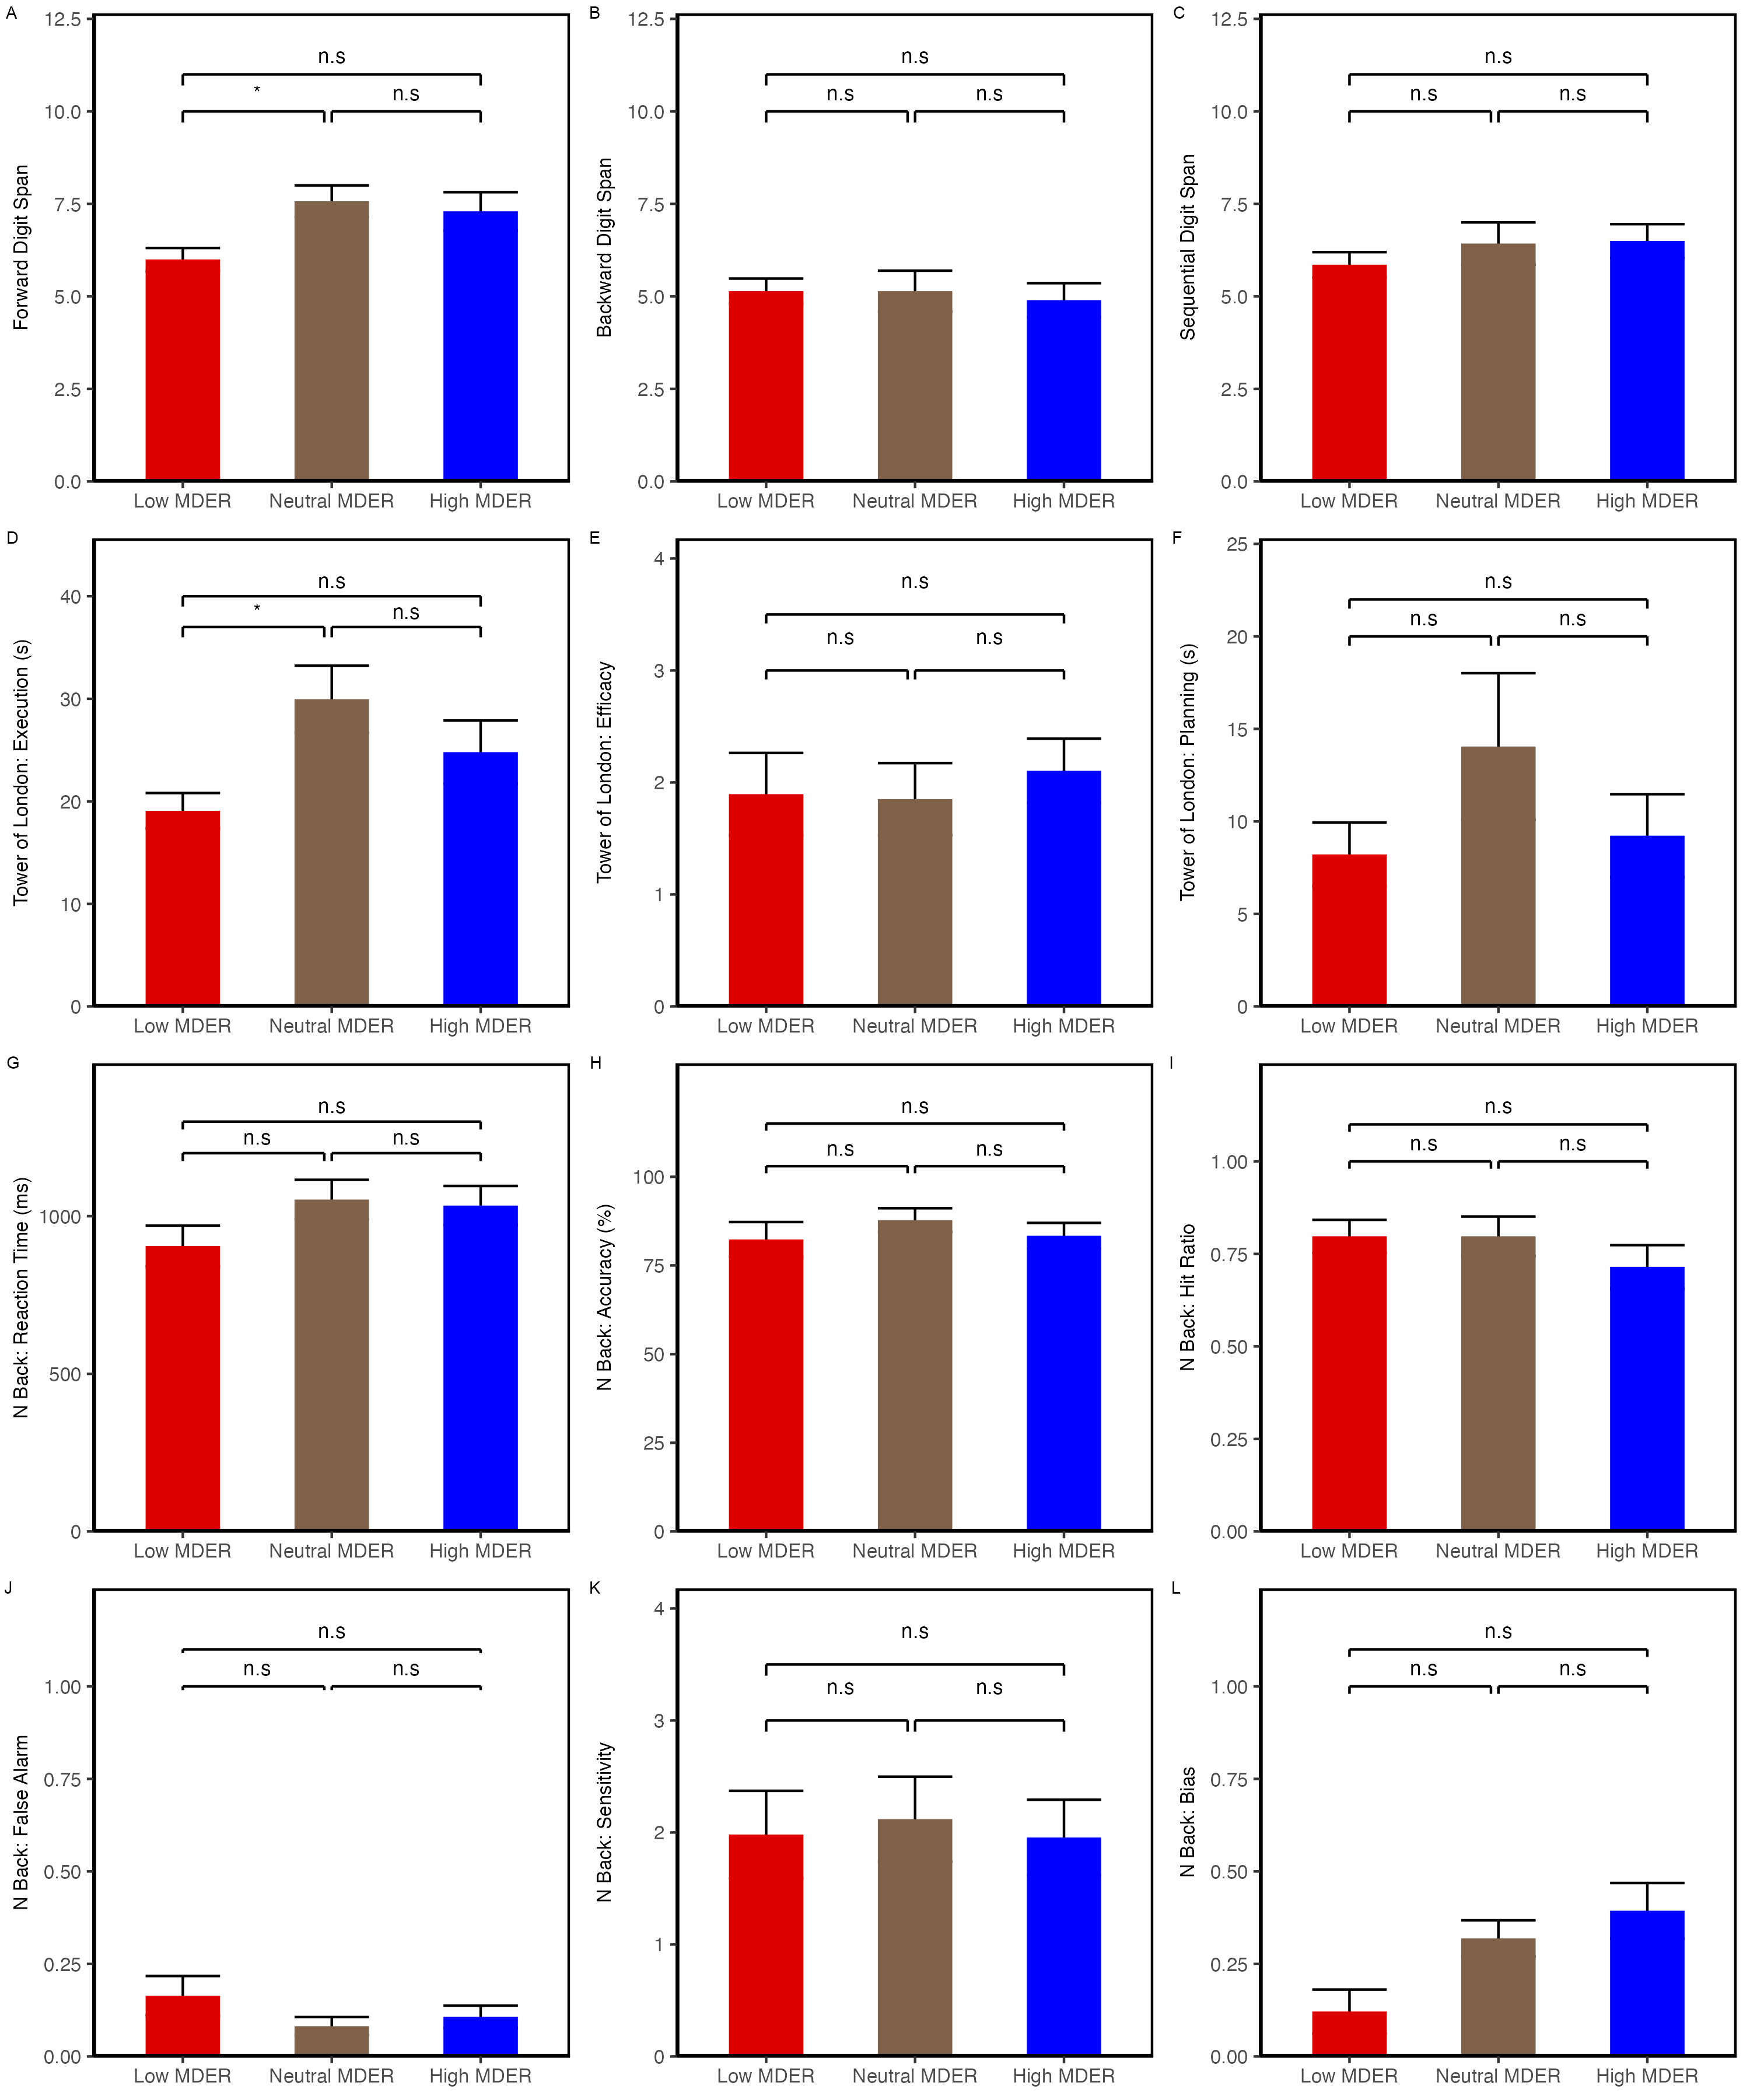 A
Forward Digit Span
12.5
10.0
7.5
5.0
2.5
0.0
n.s
* n.s
Low MDER Neutral MDER High MDER
B
Backward Digit Span
12.5
10.0
7.5
5.0
2.5
0.0
n.s
n.s n.s
Low MDER Neutral MDER High MDER
C
Sequential Digit Span
12.5
10.0
7.5
5.0
2.5
0.0
n.s
n.s n.s
Low MDER Neutral MDER High MDER
D
Tower of London: Execution (s)
40
30
20
10
0
n.s
* n.s
Low MDER Neutral MDER High MDER
E
Tower of London: Efficacy
4
3
2
1
0
n.s
n.s n.s
Low MDER Neutral MDER High MDER
F
Tower of London: Planning (s)
25
20
15
10
5
0
n.s
n.s n.s
Low MDER Neutral MDER High MDER
G
N Back: Reaction Time (ms)
1000
500
0
n.s
n.s n.s
Low MDER Neutral MDER High MDER
H
N Back: Accuracy (%)
100
75
50
25
0
n.s
n.s n.s
Low MDER Neutral MDER High MDER
I
N Back: Hit Ratio
1.00
0.75
0.50
0.25
0.00
n.s
n.s n.s
Low MDER Neutral MDER High MDER
J
N Back: False Alarm
1.00
0.75
0.50
0.25
0.00
n.s
n.s n.s
Low MDER Neutral MDER High MDER
K
N Back: Sensitivity
4
3
2
1
0
n.s
n.s n.s
Low MDER Neutral MDER High MDER
L
N Back: Bias
1.00
0.75
0.50
0.25
0.00
n.s
n.s n.s
Low MDER Neutral MDER High MDER